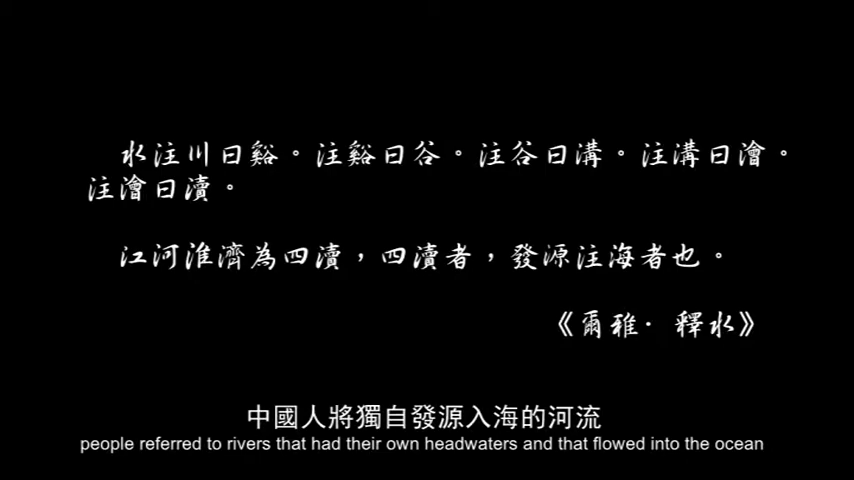 水注川曰谿。注谿曰谷。注谷曰溝。注溝曰澮。
注澮曰瀆。
江河淮濟為四瀆，四瀆者，發源注海者也。
《爾雅· 釋水》
中國人將獨自發源入海的河流
people referred to rivers that had their own headwaters and that flowed into the ocean